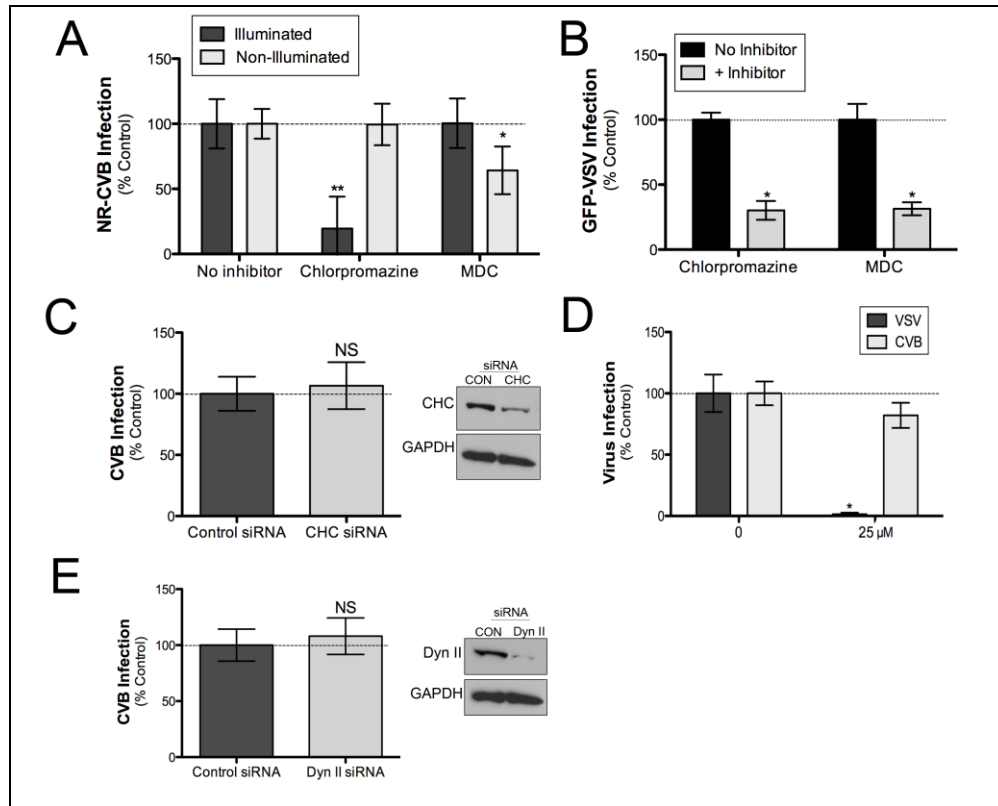 A
Illuminated
Non-Illuminated
NR-CVB Infection
(% Control)
150
100
50
0
**
*
No inhibitor
Chlorpromazine
MDC
B
No Inhibitor
+ Inhibitor
GFP-VSV Infection
(% Control)
150
100
50
0
*
*
Chlorpromazine
MDC
C
CVB Infection
(% Control)
150
100
50
0
NS
Control siRNA
CHC siRNA
siRNA
CON CHC
CHC
GAPDH
D
VSV
CVB
Virus Infection
(% Control)
150
100
50
0
*
0
25 µM
E
CVB Infection
(% Control)
150
100
50
0
NS
Control siRNA
Dyn II siRNA
siRNA
CON Dyn II
Dyn II
GAPDH